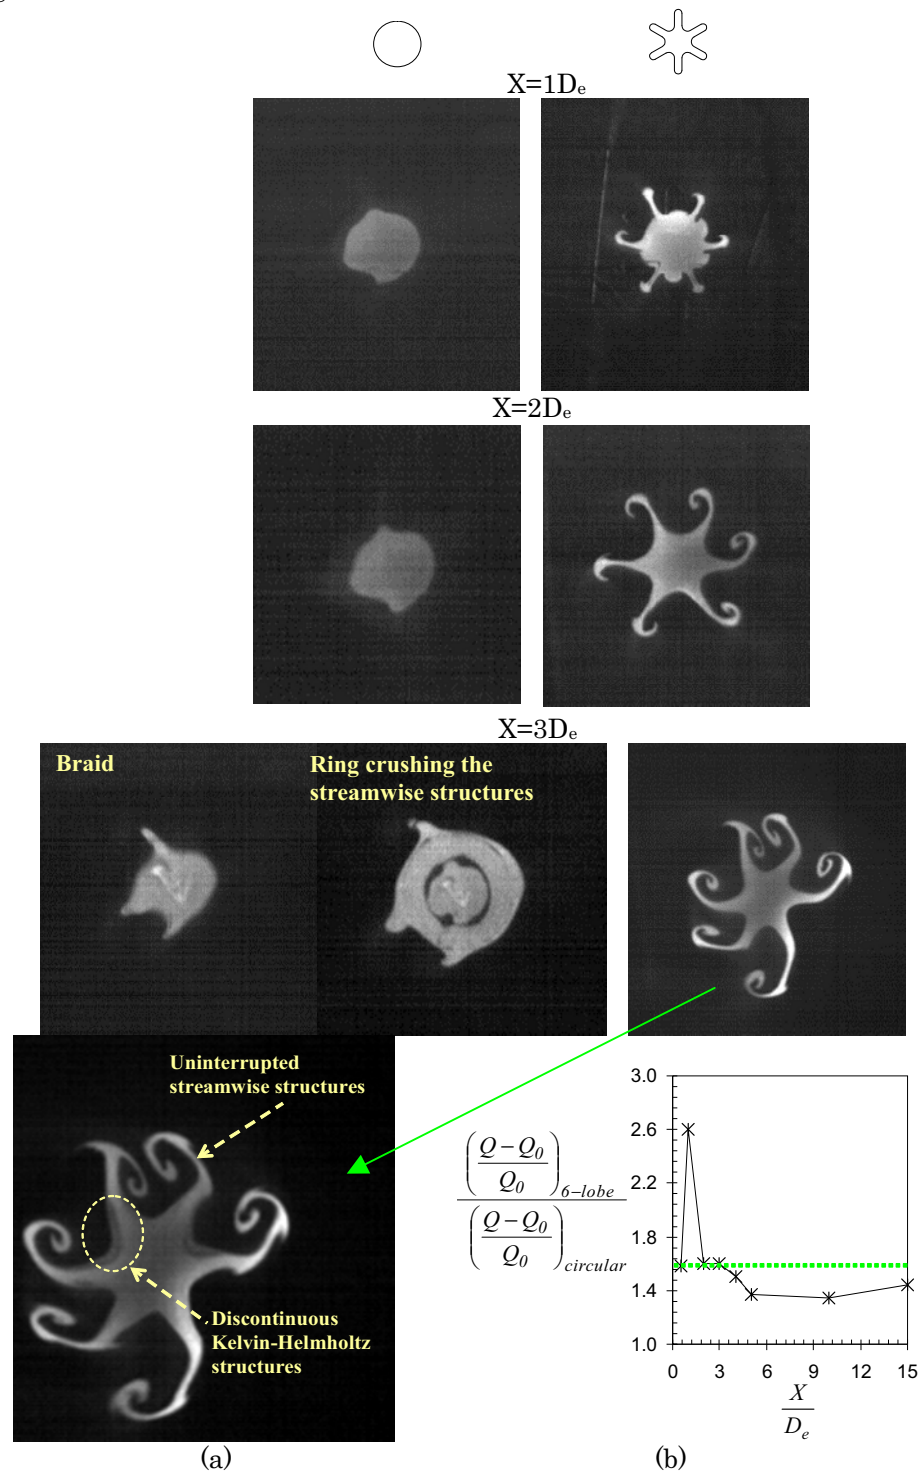 X=1Dₑ
X=2Dₑ
X=3Dₑ
Braid
Ring crushing the
streamwise structures
Uninterrupted
streamwise structures
Discontinuous
Kelvin-Helmholtz
structures
(a)
(Q − Q₀ / Q₀) 6−lobe
(Q − Q₀ / Q₀) circular
3.0
2.6
2.2
1.8
1.4
1.0
0 3 6 9 12 15
X
Dₑ
(b)